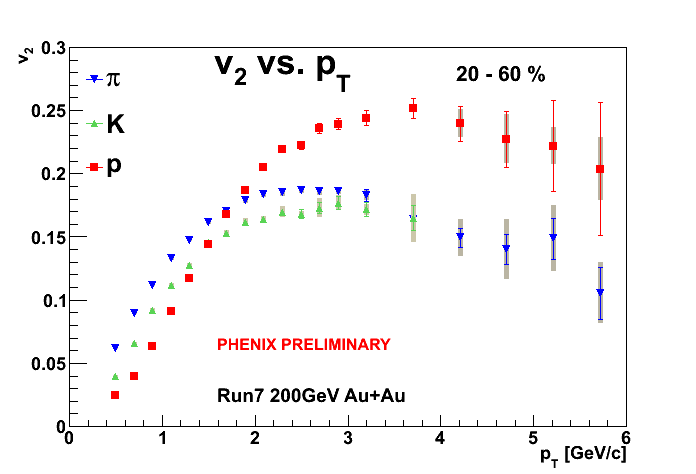 v2 vs. pT
20 - 60 %
v2
0.3
0.25
0.2
0.15
0.1
0.05
0
π
K
p
PHENIX PRELIMINARY
Run7 200GeV Au+Au
0 1 2 3 4 5 6
pT [GeV/c]